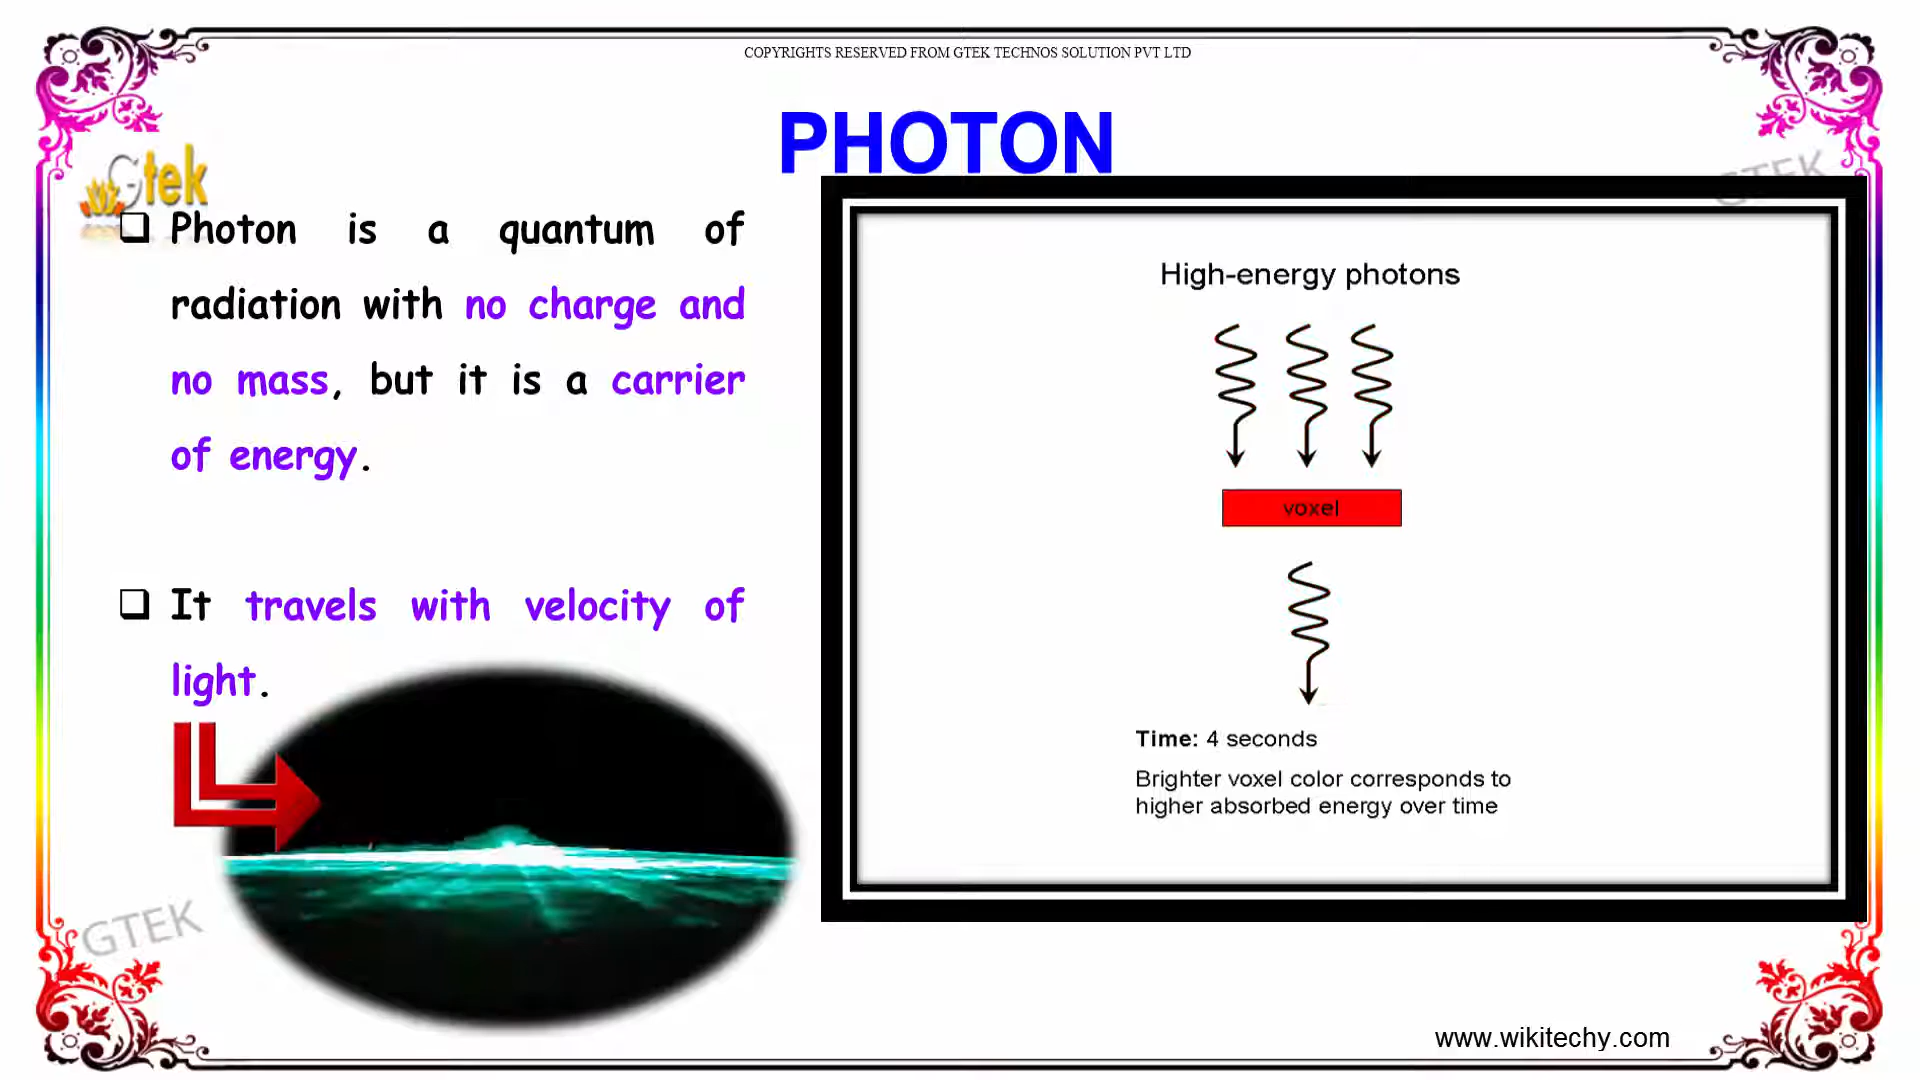 COPYRIGHTS RESERVED FROM GTEK TECHNOS SOLUTION PVT LTD
PHOTON
GTEK
Gtek
Photon is a quantum of
radiation with no charge and
no mass, but it is a carrier
of energy.
It travels with velocity of
light.
High-energy photons
voxel
Time: 4 seconds
Brighter voxel color corresponds to
higher absorbed energy over time
GTEK
www.wikitechy.com